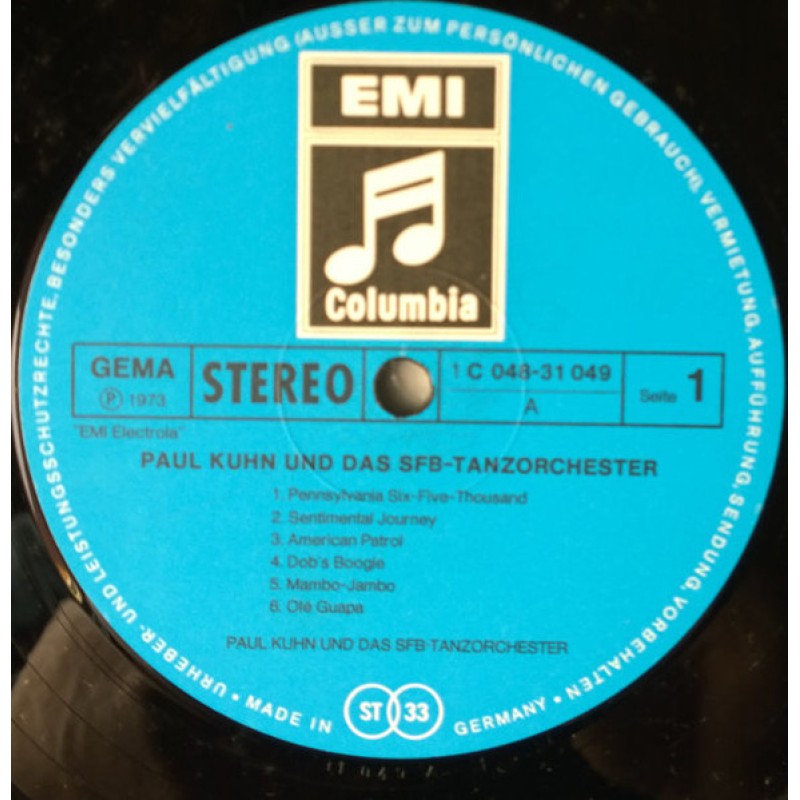 URHEBER- UND LEISTUNGSSCHUTZRECHTE, BESONDERS VERVIELFÄLTIGUNG (AUSSER ZUM PERSÖNLICHEN GEBRAUCH), VERMIETUNG, AUFFÜHRUNG, SENDUNG, VORBEHALTEN •
EMI
Columbia
GEMA
Ⓟ 1973
STEREO
1 C 048-31 049
A
Seite 1
"EMI Electrola"
PAUL KUHN UND DAS SFB-TANZORCHESTER
1. Pennsylvania Six-Five-Thousand
2. Sentimental Journey
3. American Patrol
4. Dob's Boogie
5. Mambo-Jambo
6. Olé Guapa
PAUL KUHN UND DAS SFB-TANZORCHESTER
• MADE IN ST 33 GERMANY •